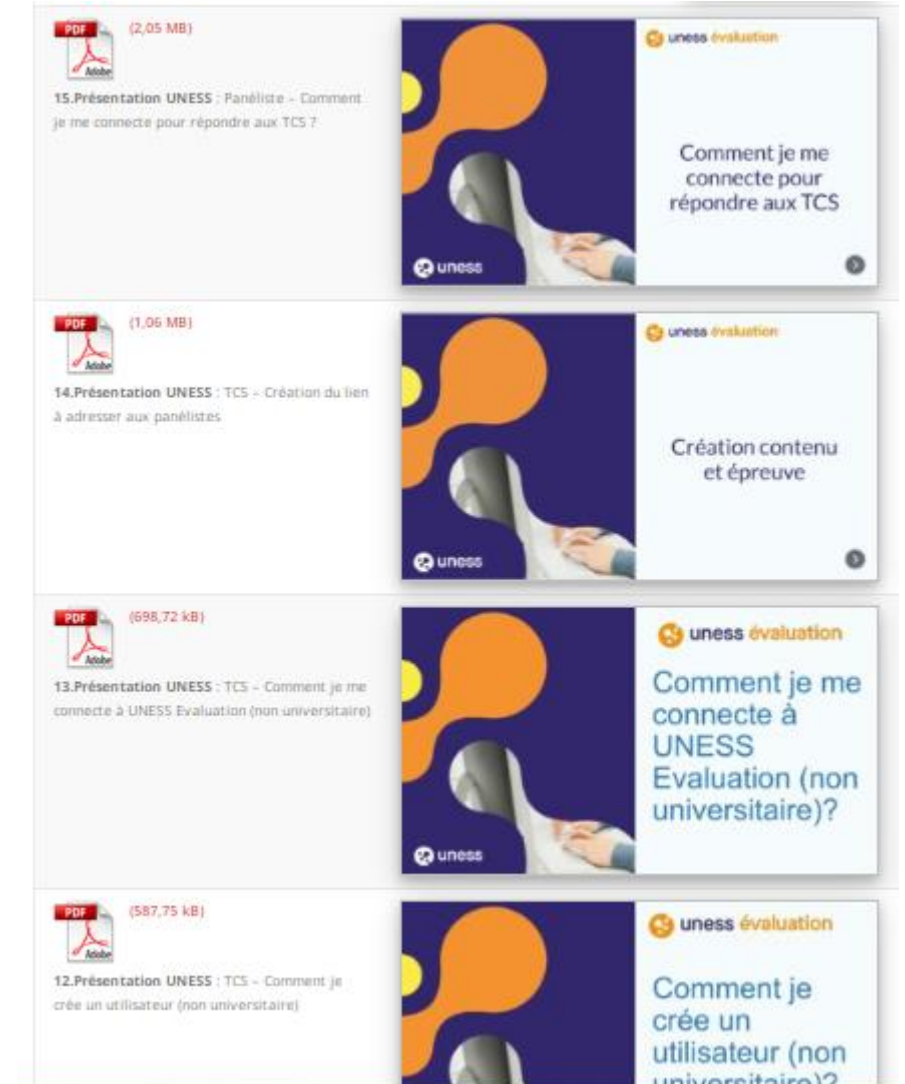 PDF
(2,05 MB)
Adobe
15.Présentation UNESS : Panéliste – Comment
je me connecte pour répondre aux TCS ?
uness évaluation
Comment je me
connecte pour
répondre aux TCS
uness
PDF
(1,06 MB)
Adobe
14.Présentation UNESS : TCS – Création du lien
à adresser aux panélistes
uness évaluation
Création contenu
et épreuve
uness
PDF
(698,72 kB)
Adobe
13.Présentation UNESS : TCS – Comment je me
connecte à UNESS Evaluation (non universitaire)
uness évaluation
Comment je me
connecte à
UNESS
Evaluation (non
universitaire)?
uness
PDF
(587,75 kB)
Adobe
12.Présentation UNESS : TCS – Comment je
crée un utilisateur (non universitaire)
uness évaluation
Comment je
crée un
utilisateur (non
universitaire)?